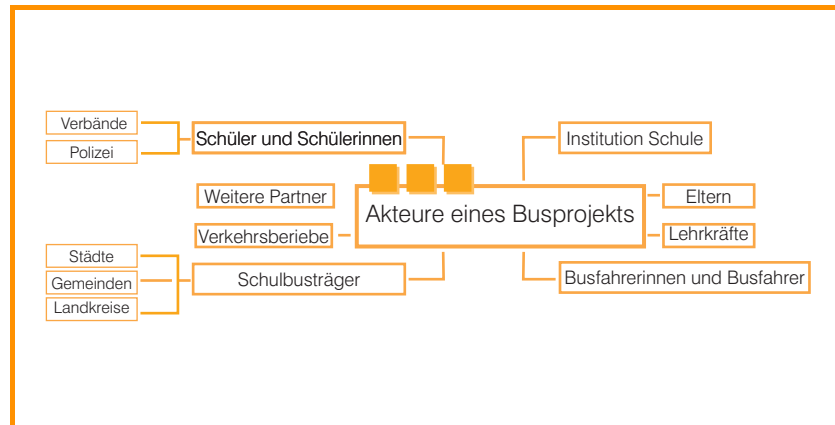 Verbände
Polizei
Schüler und Schülerinnen
Institution Schule
Weitere Partner
Akteure eines Busprojekts
Eltern
Verkehrsberiebe
Lehrkräfte
Städte
Gemeinden
Landkreise
Schulbusträger
Busfahrerinnen und Busfahrer